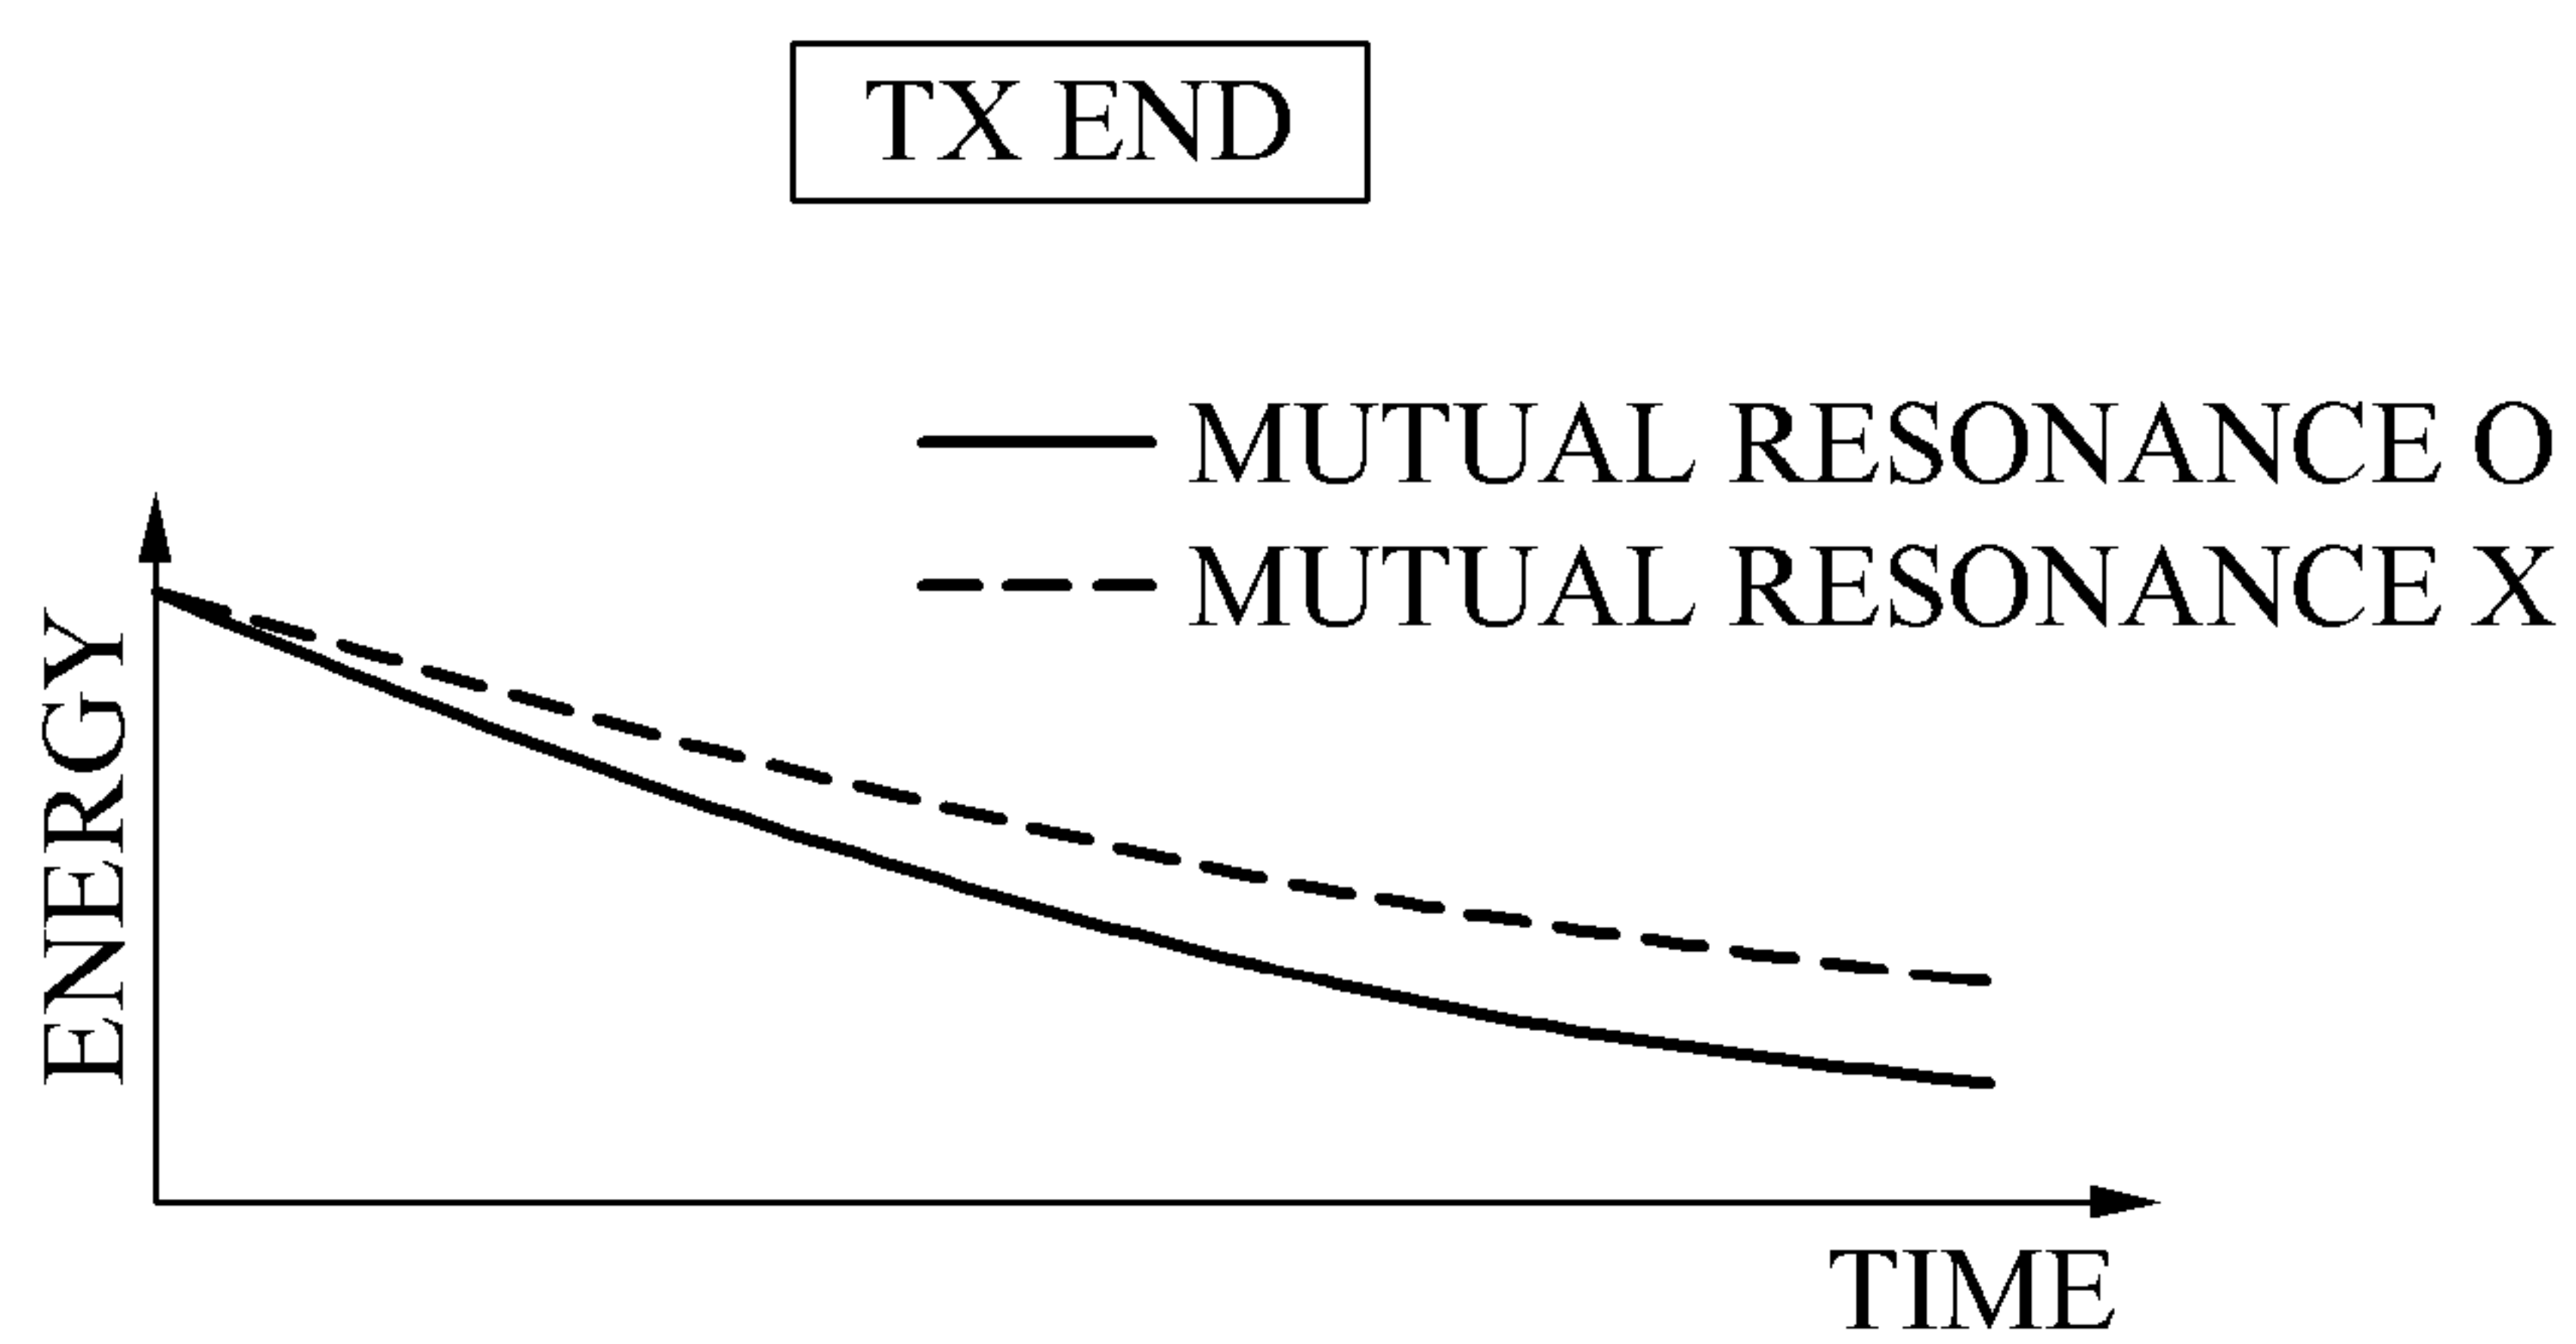 TX END
MUTUAL RESONANCE O
MUTUAL RESONANCE X
ENERGY
TIME